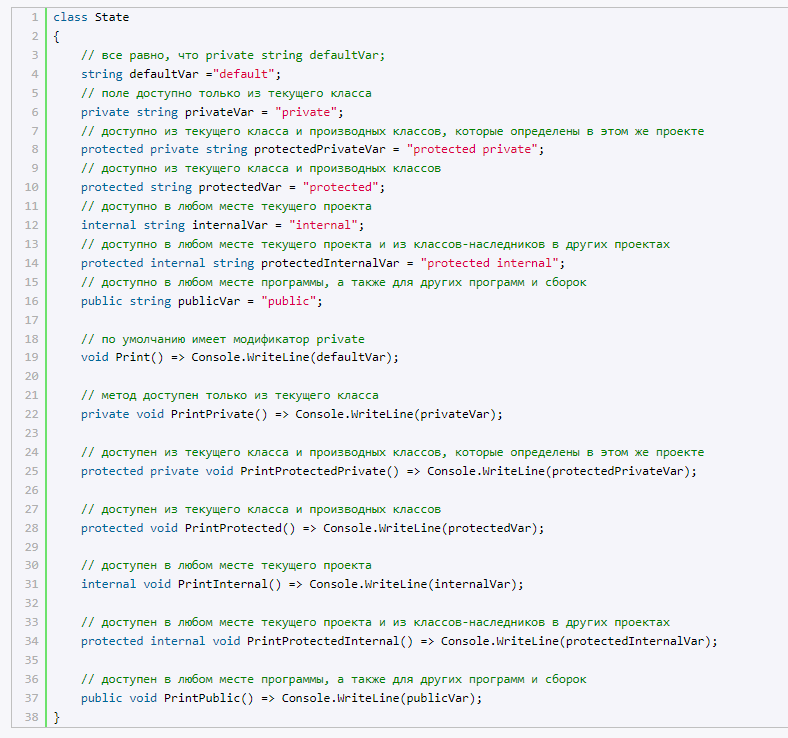 1 class State
2 {
3 // все равно, что private string defaultVar;
4 string defaultVar ="default";
5 // поле доступно только из текущего класса
6 private string privateVar = "private";
7 // доступно из текущего класса и производных классов, которые определены в этом же проекте
8 protected private string protectedPrivateVar = "protected private";
9 // доступно из текущего класса и производных классов
10 protected string protectedVar = "protected";
11 // доступно в любом месте текущего проекта
12 internal string internalVar = "internal";
13 // доступно в любом месте текущего проекта и из классов-наследников в других проектах
14 protected internal string protectedInternalVar = "protected internal";
15 // доступно в любом месте программы, а также для других программ и сборок
16 public string publicVar = "public";
17
18 // по умолчанию имеет модификатор private
19 void Print() => Console.WriteLine(defaultVar);
20
21 // метод доступен только из текущего класса
22 private void PrintPrivate() => Console.WriteLine(privateVar);
23
24 // доступен из текущего класса и производных классов, которые определены в этом же проекте
25 protected private void PrintProtectedPrivate() => Console.WriteLine(protectedPrivateVar);
26
27 // доступен из текущего класса и производных классов
28 protected void PrintProtected() => Console.WriteLine(protectedVar);
29
30 // доступен в любом месте текущего проекта
31 internal void PrintInternal() => Console.WriteLine(internalVar);
32
33 // доступен в любом месте текущего проекта и из классов-наследников в других проектах
34 protected internal void PrintProtectedInternal() => Console.WriteLine(protectedInternalVar);
35
36 // доступен в любом месте программы, а также для других программ и сборок
37 public void PrintPublic() => Console.WriteLine(publicVar);
38 }